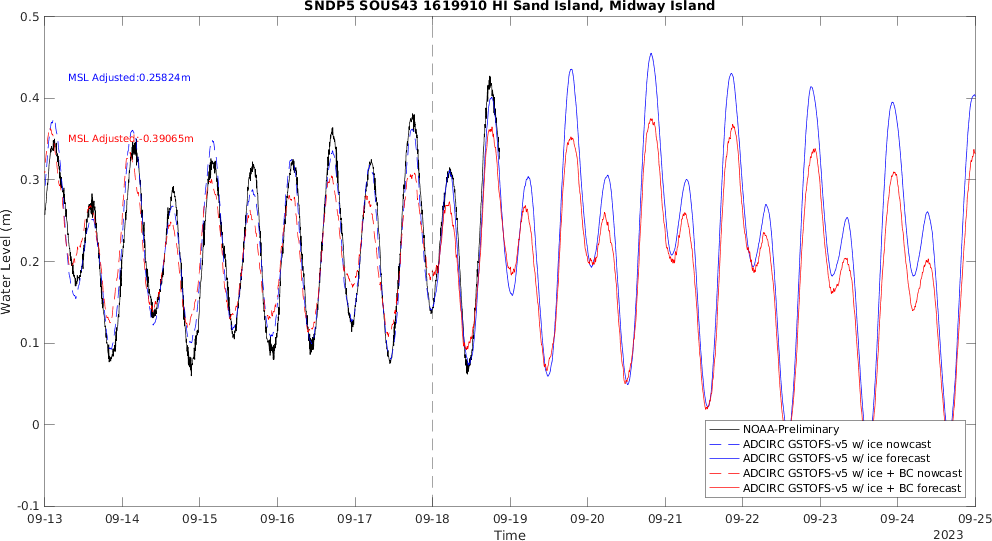 SNDP5 SOUS43 1619910 HI Sand Island, Midway Island
0.5
MSL Adjusted:0.25824m
0.4
MSL Adjusted:-0.39065m
0.3
Water Level (m)
0.2
0.1
0
NOAA-Preliminary
ADCIRC GSTOFS-v5 w/ ice nowcast
ADCIRC GSTOFS-v5 w/ ice forecast
ADCIRC GSTOFS-v5 w/ ice + BC nowcast
ADCIRC GSTOFS-v5 w/ ice + BC forecast
-0.1
09-13 09-14 09-15 09-16 09-17 09-18 09-19 09-20 09-21 09-22 09-23 09-24 09-25
Time
2023